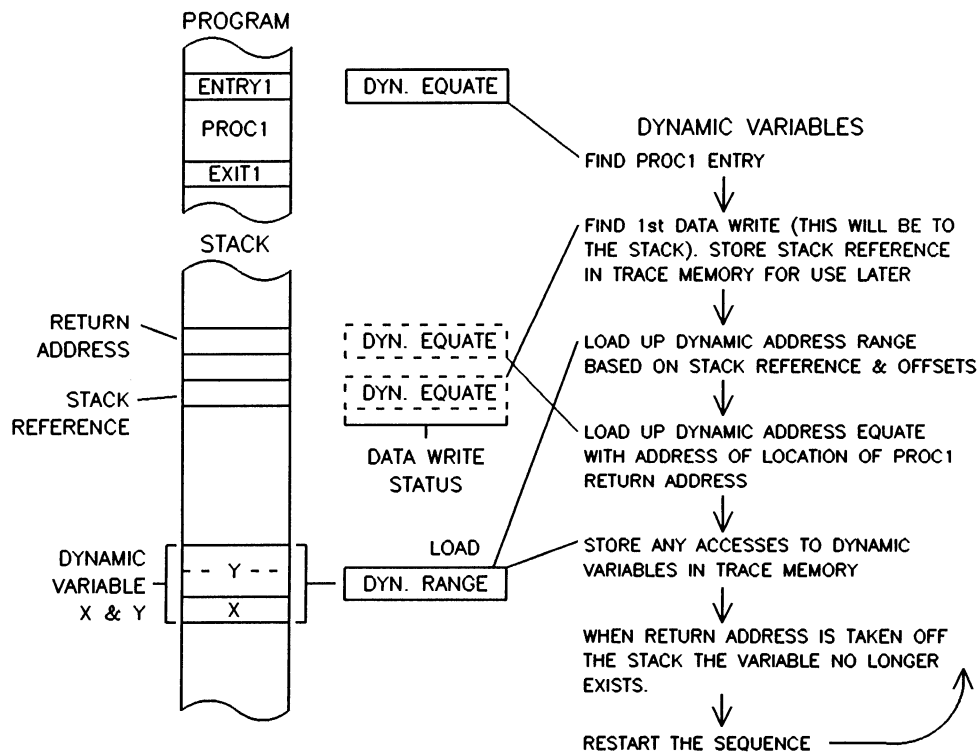 PROGRAM
ENTRY1
PROC1
EXIT1
DYN. EQUATE
STACK
RETURN
ADDRESS
STACK
REFERENCE
DYN. EQUATE
DYN. EQUATE
DATA WRITE
STATUS
DYNAMIC
VARIABLE
X & Y
Y
X
LOAD
DYN. RANGE
DYNAMIC VARIABLES
FIND PROC1 ENTRY
FIND 1st DATA WRITE (THIS WILL BE TO
THE STACK). STORE STACK REFERENCE
IN TRACE MEMORY FOR USE LATER
LOAD UP DYNAMIC ADDRESS RANGE
BASED ON STACK REFERENCE & OFFSETS
LOAD UP DYNAMIC ADDRESS EQUATE
WITH ADDRESS OF LOCATION OF PROC1
RETURN ADDRESS
STORE ANY ACCESSES TO DYNAMIC
VARIABLES IN TRACE MEMORY
WHEN RETURN ADDRESS IS TAKEN OFF
THE STACK THE VARIABLE NO LONGER
EXISTS.
RESTART THE SEQUENCE